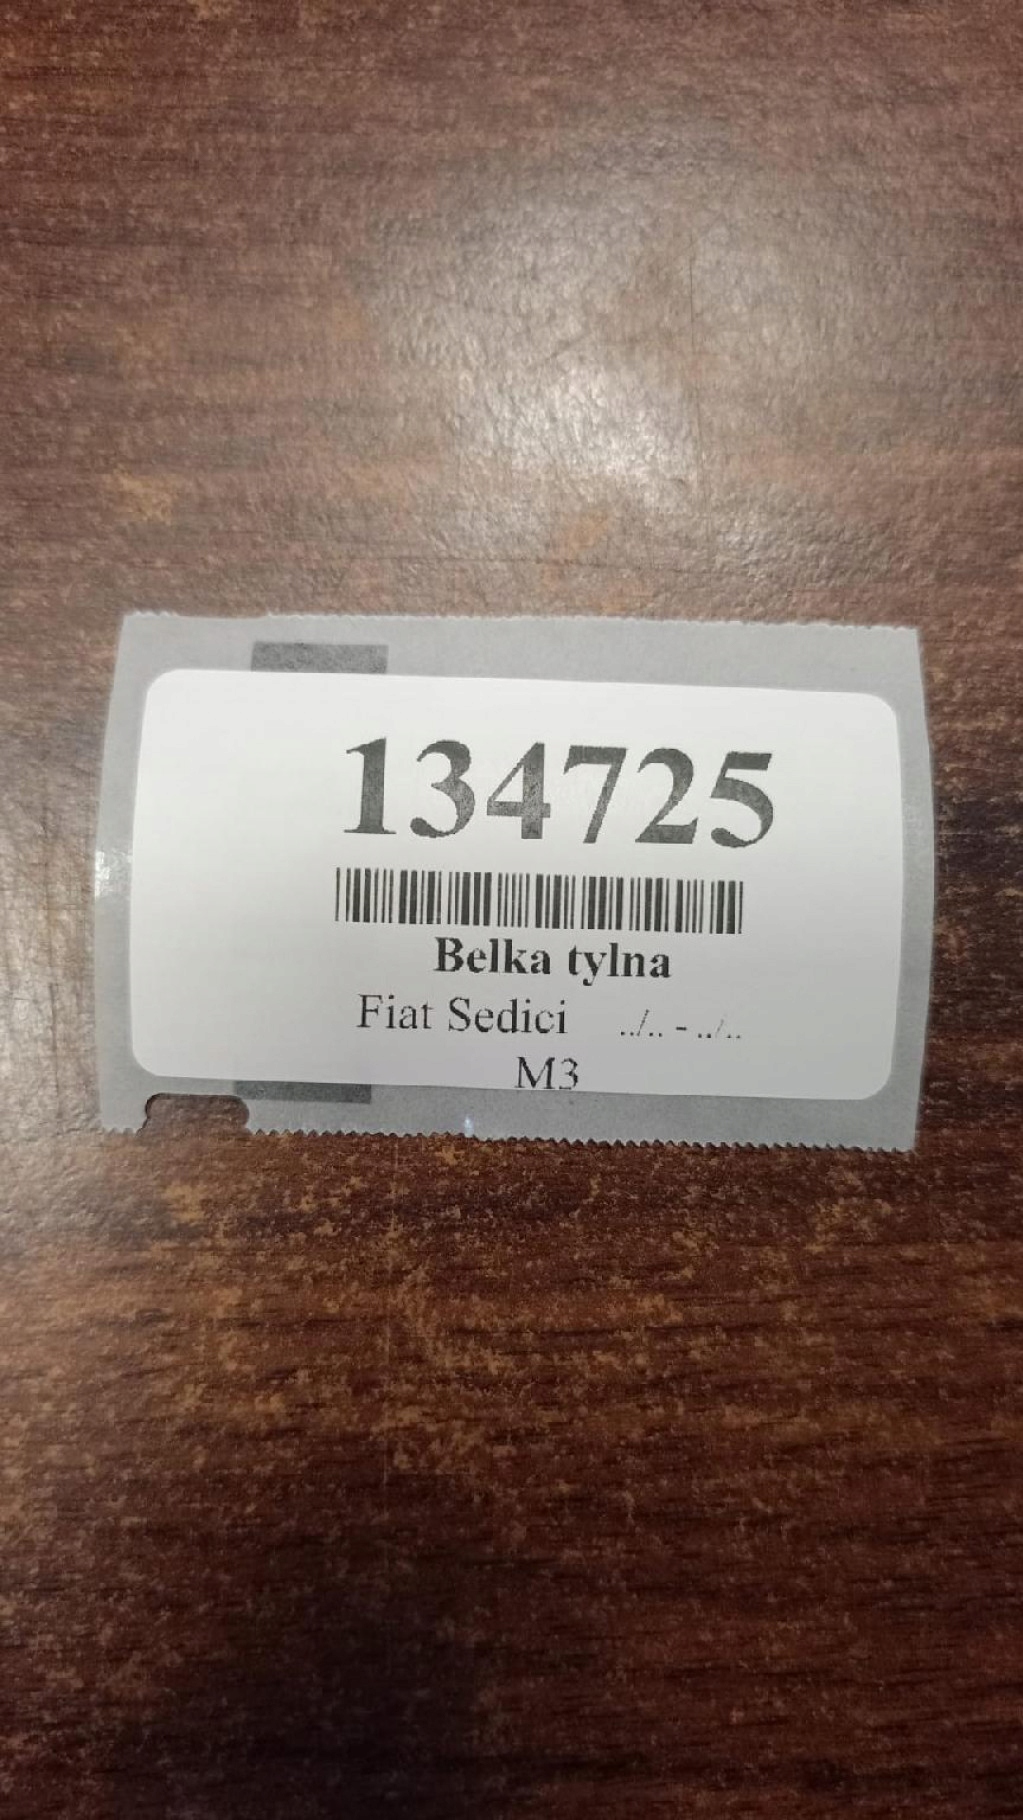 134725
Belka tylna
Fiat Sedici ../.. - ../..
M3